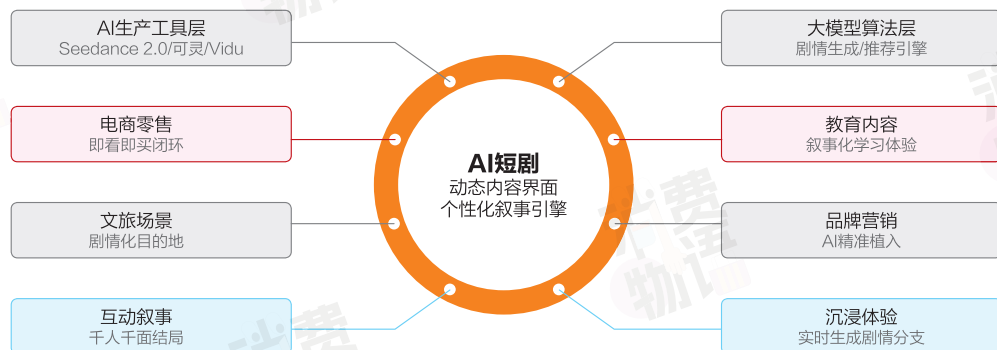 AI生产工具层
Seedance 2.0/可灵/Vidu
大模型算法层
剧情生成/推荐引擎
电商零售
即看即买闭环
教育内容
叙事化学习体验
AI短剧
动态内容界面
个性化叙事引擎
文旅场景
剧情化目的地
品牌营销
AI精准植入
互动叙事
千人千面结局
沉浸体验
实时生成剧情分支
消费
物语